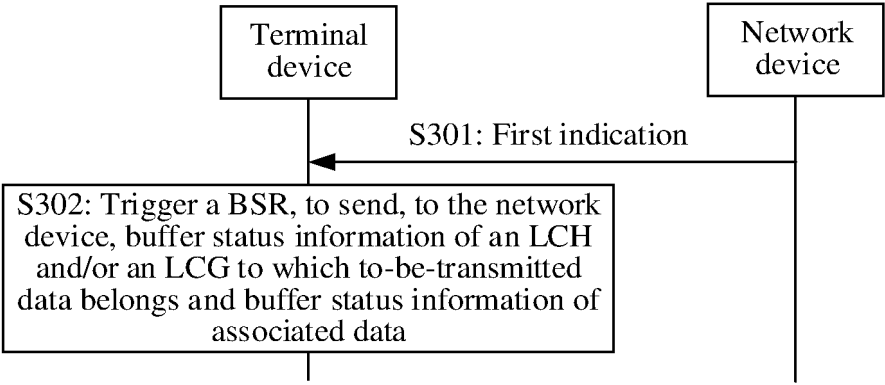 Terminal
device
Network
device
S301: First indication
S302: Trigger a BSR, to send, to the network
device, buffer status information of an LCH
and/or an LCG to which to-be-transmitted
data belongs and buffer status information of
associated data